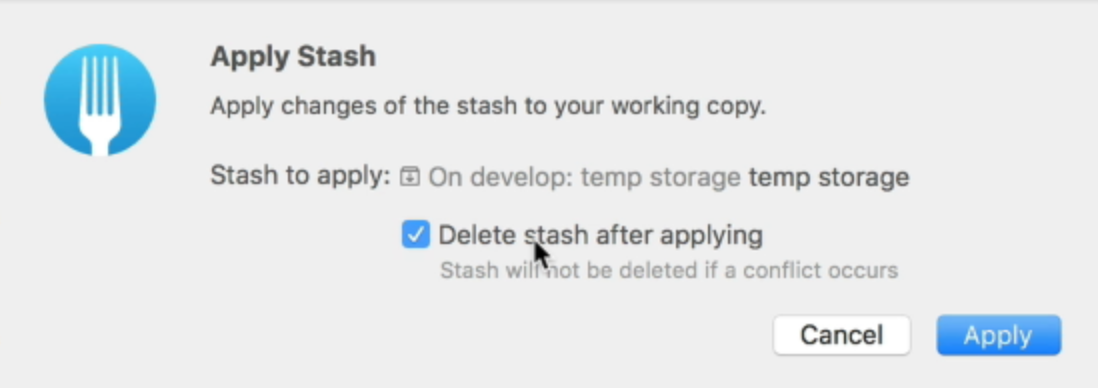 Apply Stash
Apply changes of the stash to your working copy.
Stash to apply: On develop: temp storage temp storage
Delete stash after applying
Stash will not be deleted if a conflict occurs
Cancel Apply